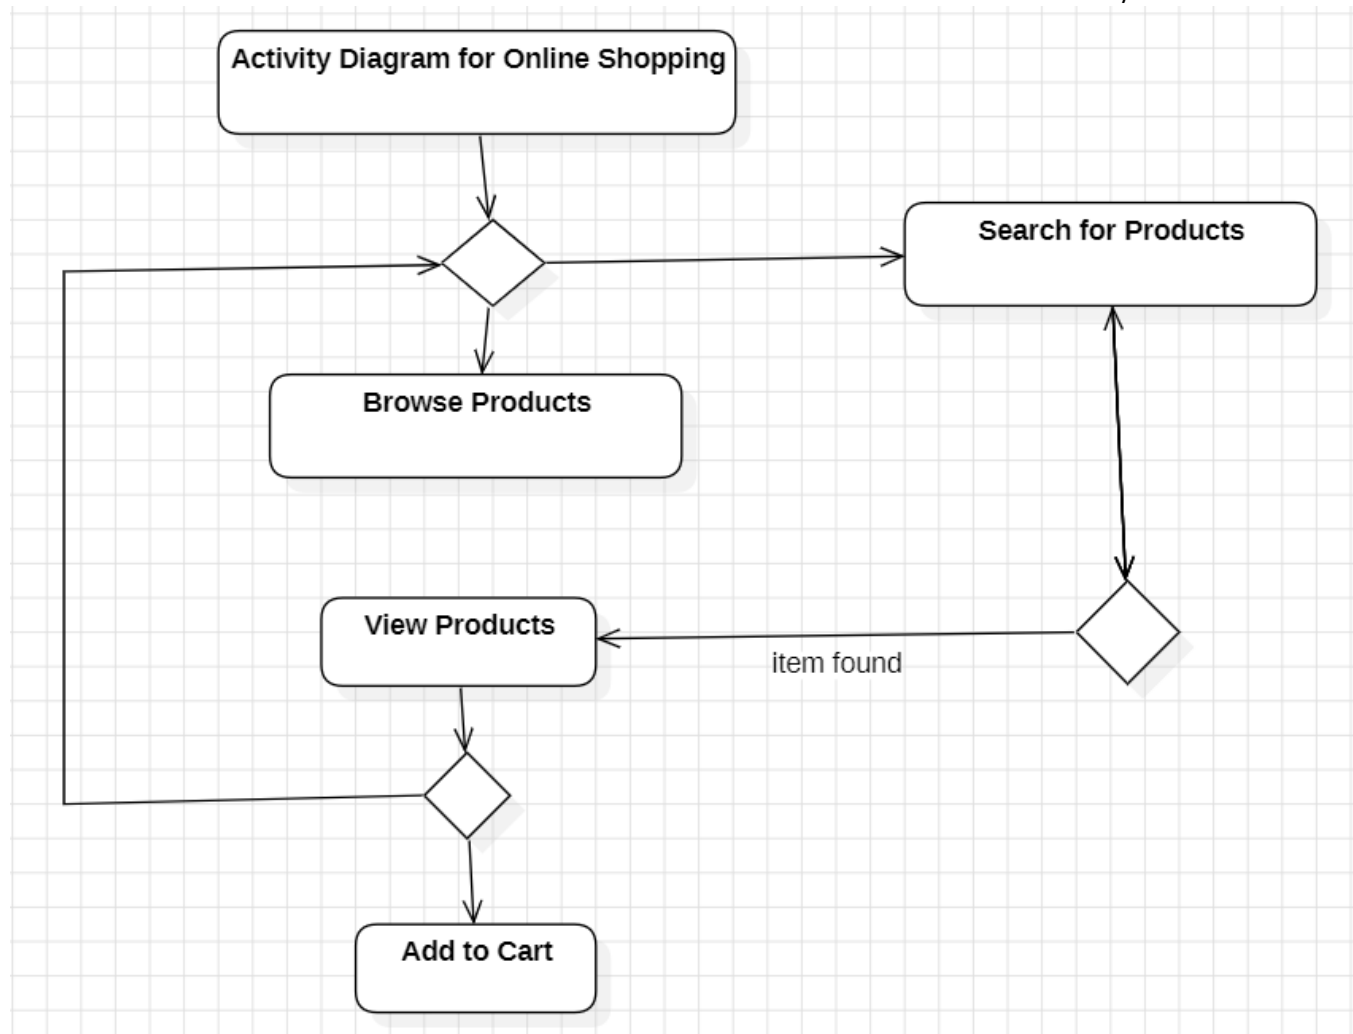 Activity Diagram for Online Shopping
Search for Products
Browse Products
View Products
item found
Add to Cart